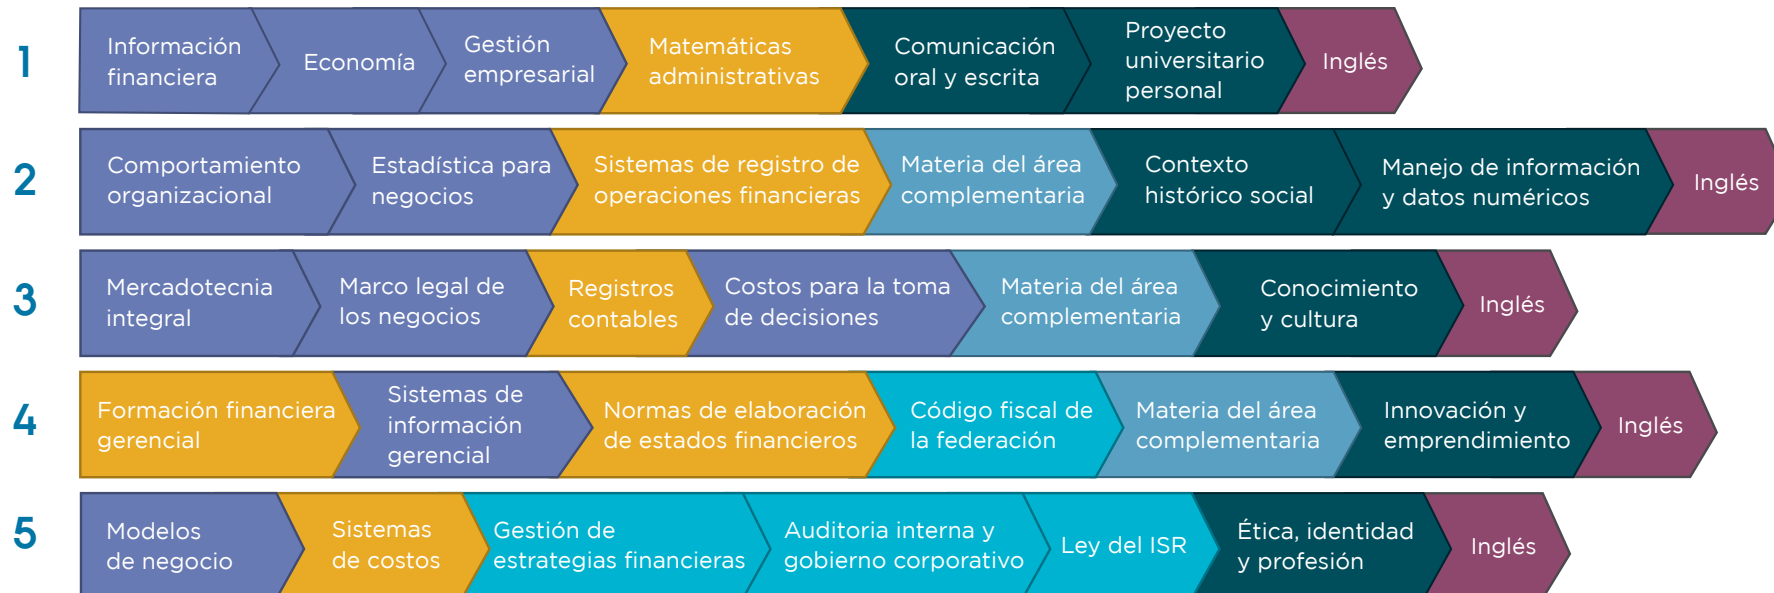 1
Información
financiera
Economía
Gestión
empresarial
Matemáticas
administrativas
Comunicación
oral y escrita
Proyecto
universitario
personal
Inglés
2
Comportamiento
organizacional
Estadística para
negocios
Sistemas de registro de
operaciones financieras
Materia del área
complementaria
Contexto
histórico social
Manejo de información
y datos numéricos
Inglés
3
Mercadotecnia
integral
Marco legal de
los negocios
Registros
contables
Costos para la toma
de decisiones
Materia del área
complementaria
Conocimiento
y cultura
Inglés
4
Formación financiera
gerencial
Sistemas de
información
gerencial
Normas de elaboración
de estados financieros
Código fiscal de
la federación
Materia del área
complementaria
Innovación y
emprendimiento
Inglés
5
Modelos
de negocio
Sistemas
de costos
Gestión de
estrategias financieras
Auditoria interna y
gobierno corporativo
Ley del ISR
Ética, identidad
y profesión
Inglés